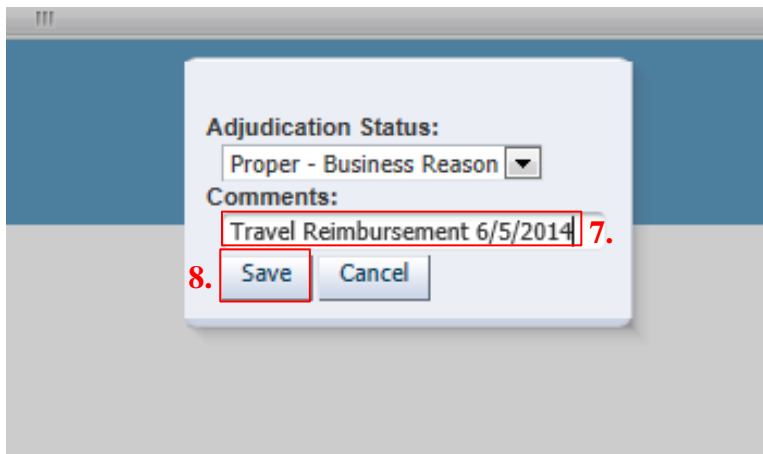 Adjudication Status:
Proper - Business Reason
Comments:
Travel Reimbursement 6/5/2014 7.
8. Save Cancel